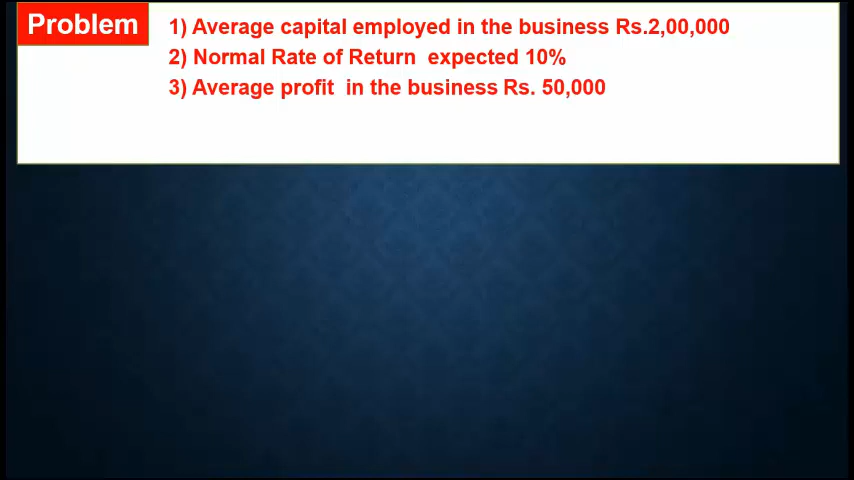 Problem
1) Average capital employed in the business Rs.2,00,000
2) Normal Rate of Return expected 10%
3) Average profit in the business Rs. 50,000